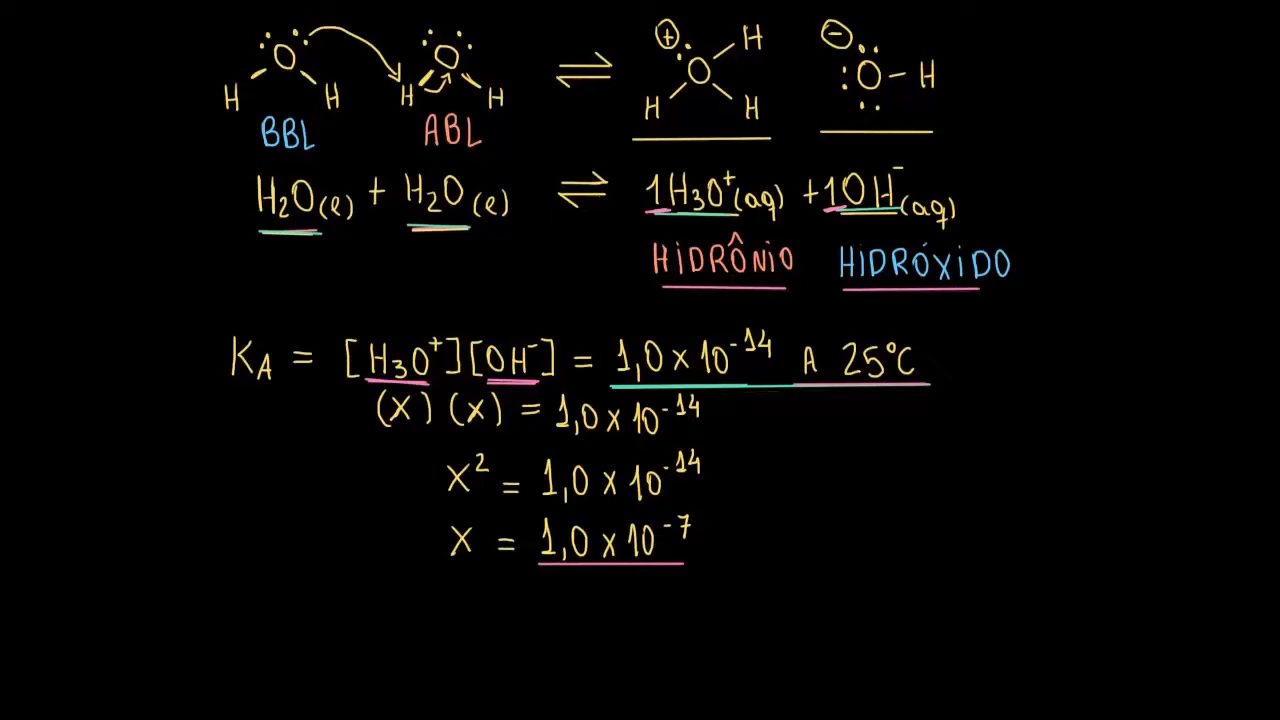 O O ⇌ ⊕ O H ⊖ O – H
H H H H H H
BBL ABL
H₂O(l) + H₂O(l) ⇌ 1H₃O⁺(aq) + 1OH⁻(aq)
HIDRÔNIO HIDRÓXIDO
KA = [H₃O⁺][OH⁻] = 1,0 x 10⁻¹⁴ A 25°C
(x) (x) = 1,0 x 10⁻¹⁴
x² = 1,0 x 10⁻¹⁴
x = 1,0 x 10⁻⁷